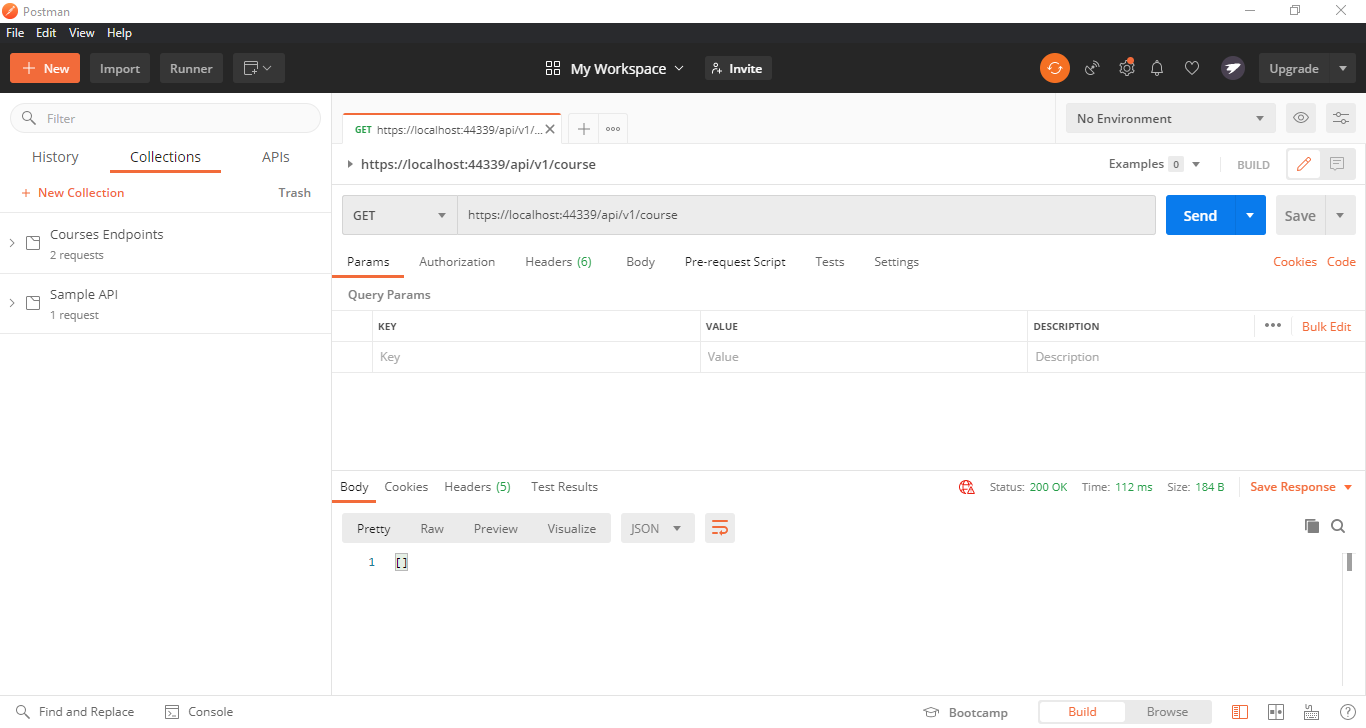 Postman
File Edit View Help
New Import Runner My Workspace Invite Upgrade
Filter
History Collections APIs
+ New Collection Trash
Courses Endpoints
2 requests
Sample API
1 request
GET https://localhost:44339/api/v1/...
No Environment
https://localhost:44339/api/v1/course
Examples 0 BUILD
GET https://localhost:44339/api/v1/course Send Save
Params Authorization Headers (6) Body Pre-request Script Tests Settings Cookies Code
Query Params
KEY VALUE DESCRIPTION ••• Bulk Edit
Key Value Description
Body Cookies Headers (5) Test Results Status: 200 OK Time: 112 ms Size: 184 B Save Response
Pretty Raw Preview Visualize JSON
1 []
Find and Replace Console Bootcamp Build Browse